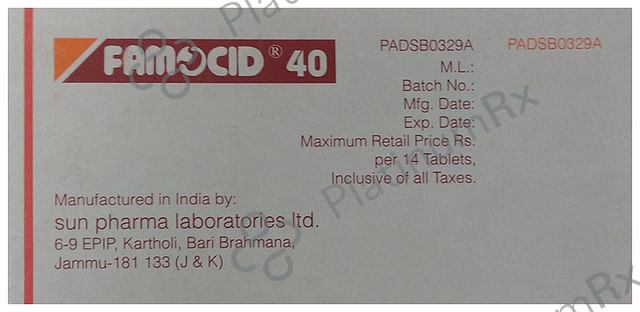 FAMOCID® 40
PADSB0329A PADSB0329A
M.L.:
Batch No.:
Mfg. Date:
Exp. Date:
Maximum Retail Price Rs.
per 14 Tablets,
Inclusive of all Taxes.
Manufactured in India by:
sun pharma laboratories ltd.
6-9 EPIP, Kartholi, Bari Brahmana,
Jammu-181 133 (J & K)
PlatinumRx
PlatinumRx